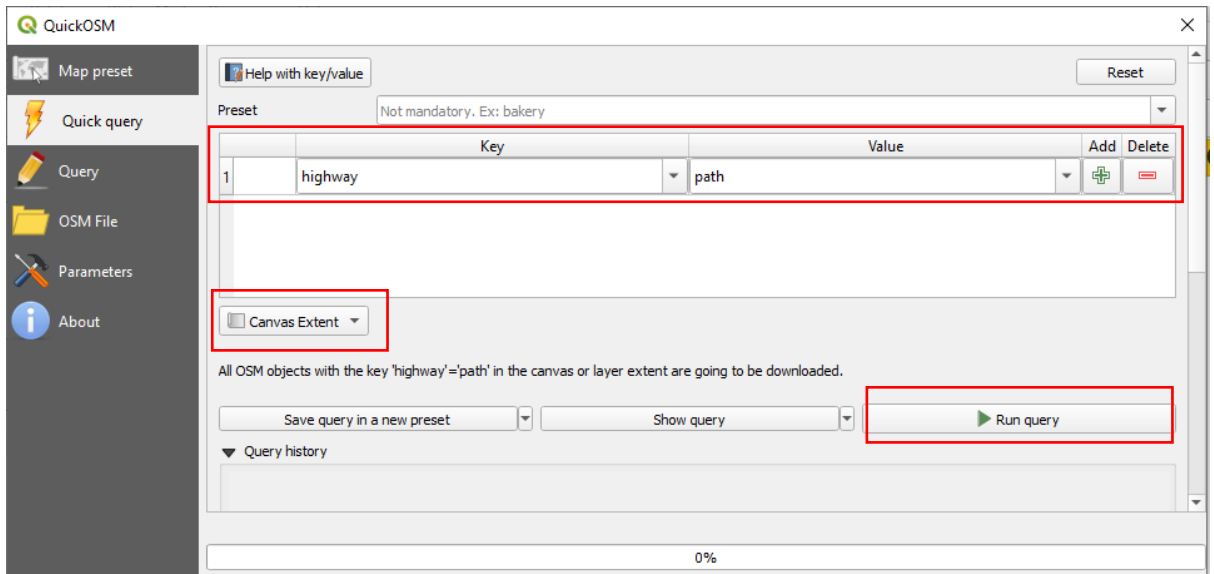 QuickOSM
Map preset
Quick query
Query
OSM File
Parameters
About
Help with key/value
Reset
Preset
Not mandatory. Ex: bakery
Key Value Add Delete
1 highway path
Canvas Extent
All OSM objects with the key 'highway'='path' in the canvas or layer extent are going to be downloaded.
Save query in a new preset Show query Run query
Query history
0%